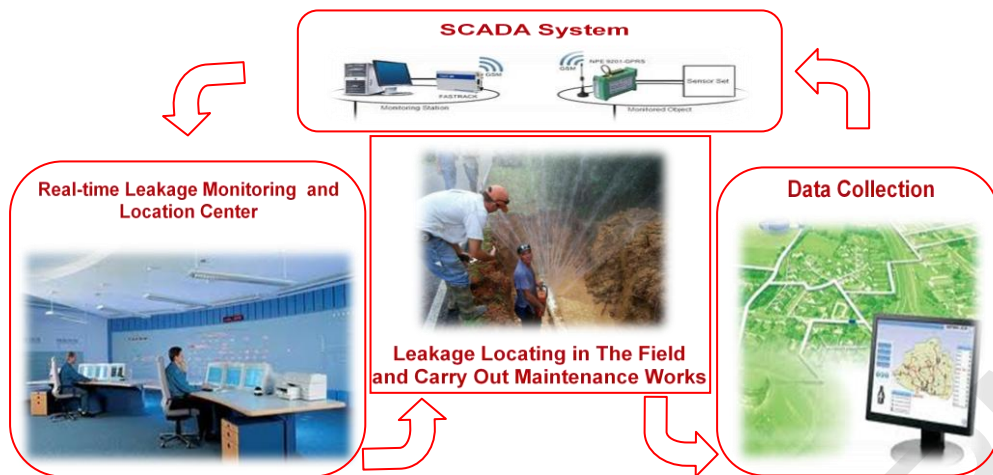 SCADA System
GSM
FASTRACK
Monitoring Station
GSM
NPE 9201-GPRS
Sensor Set
Monitored Object
Real-time Leakage Monitoring and
Location Center
Data Collection
Leakage Locating in The Field
and Carry Out Maintenance Works